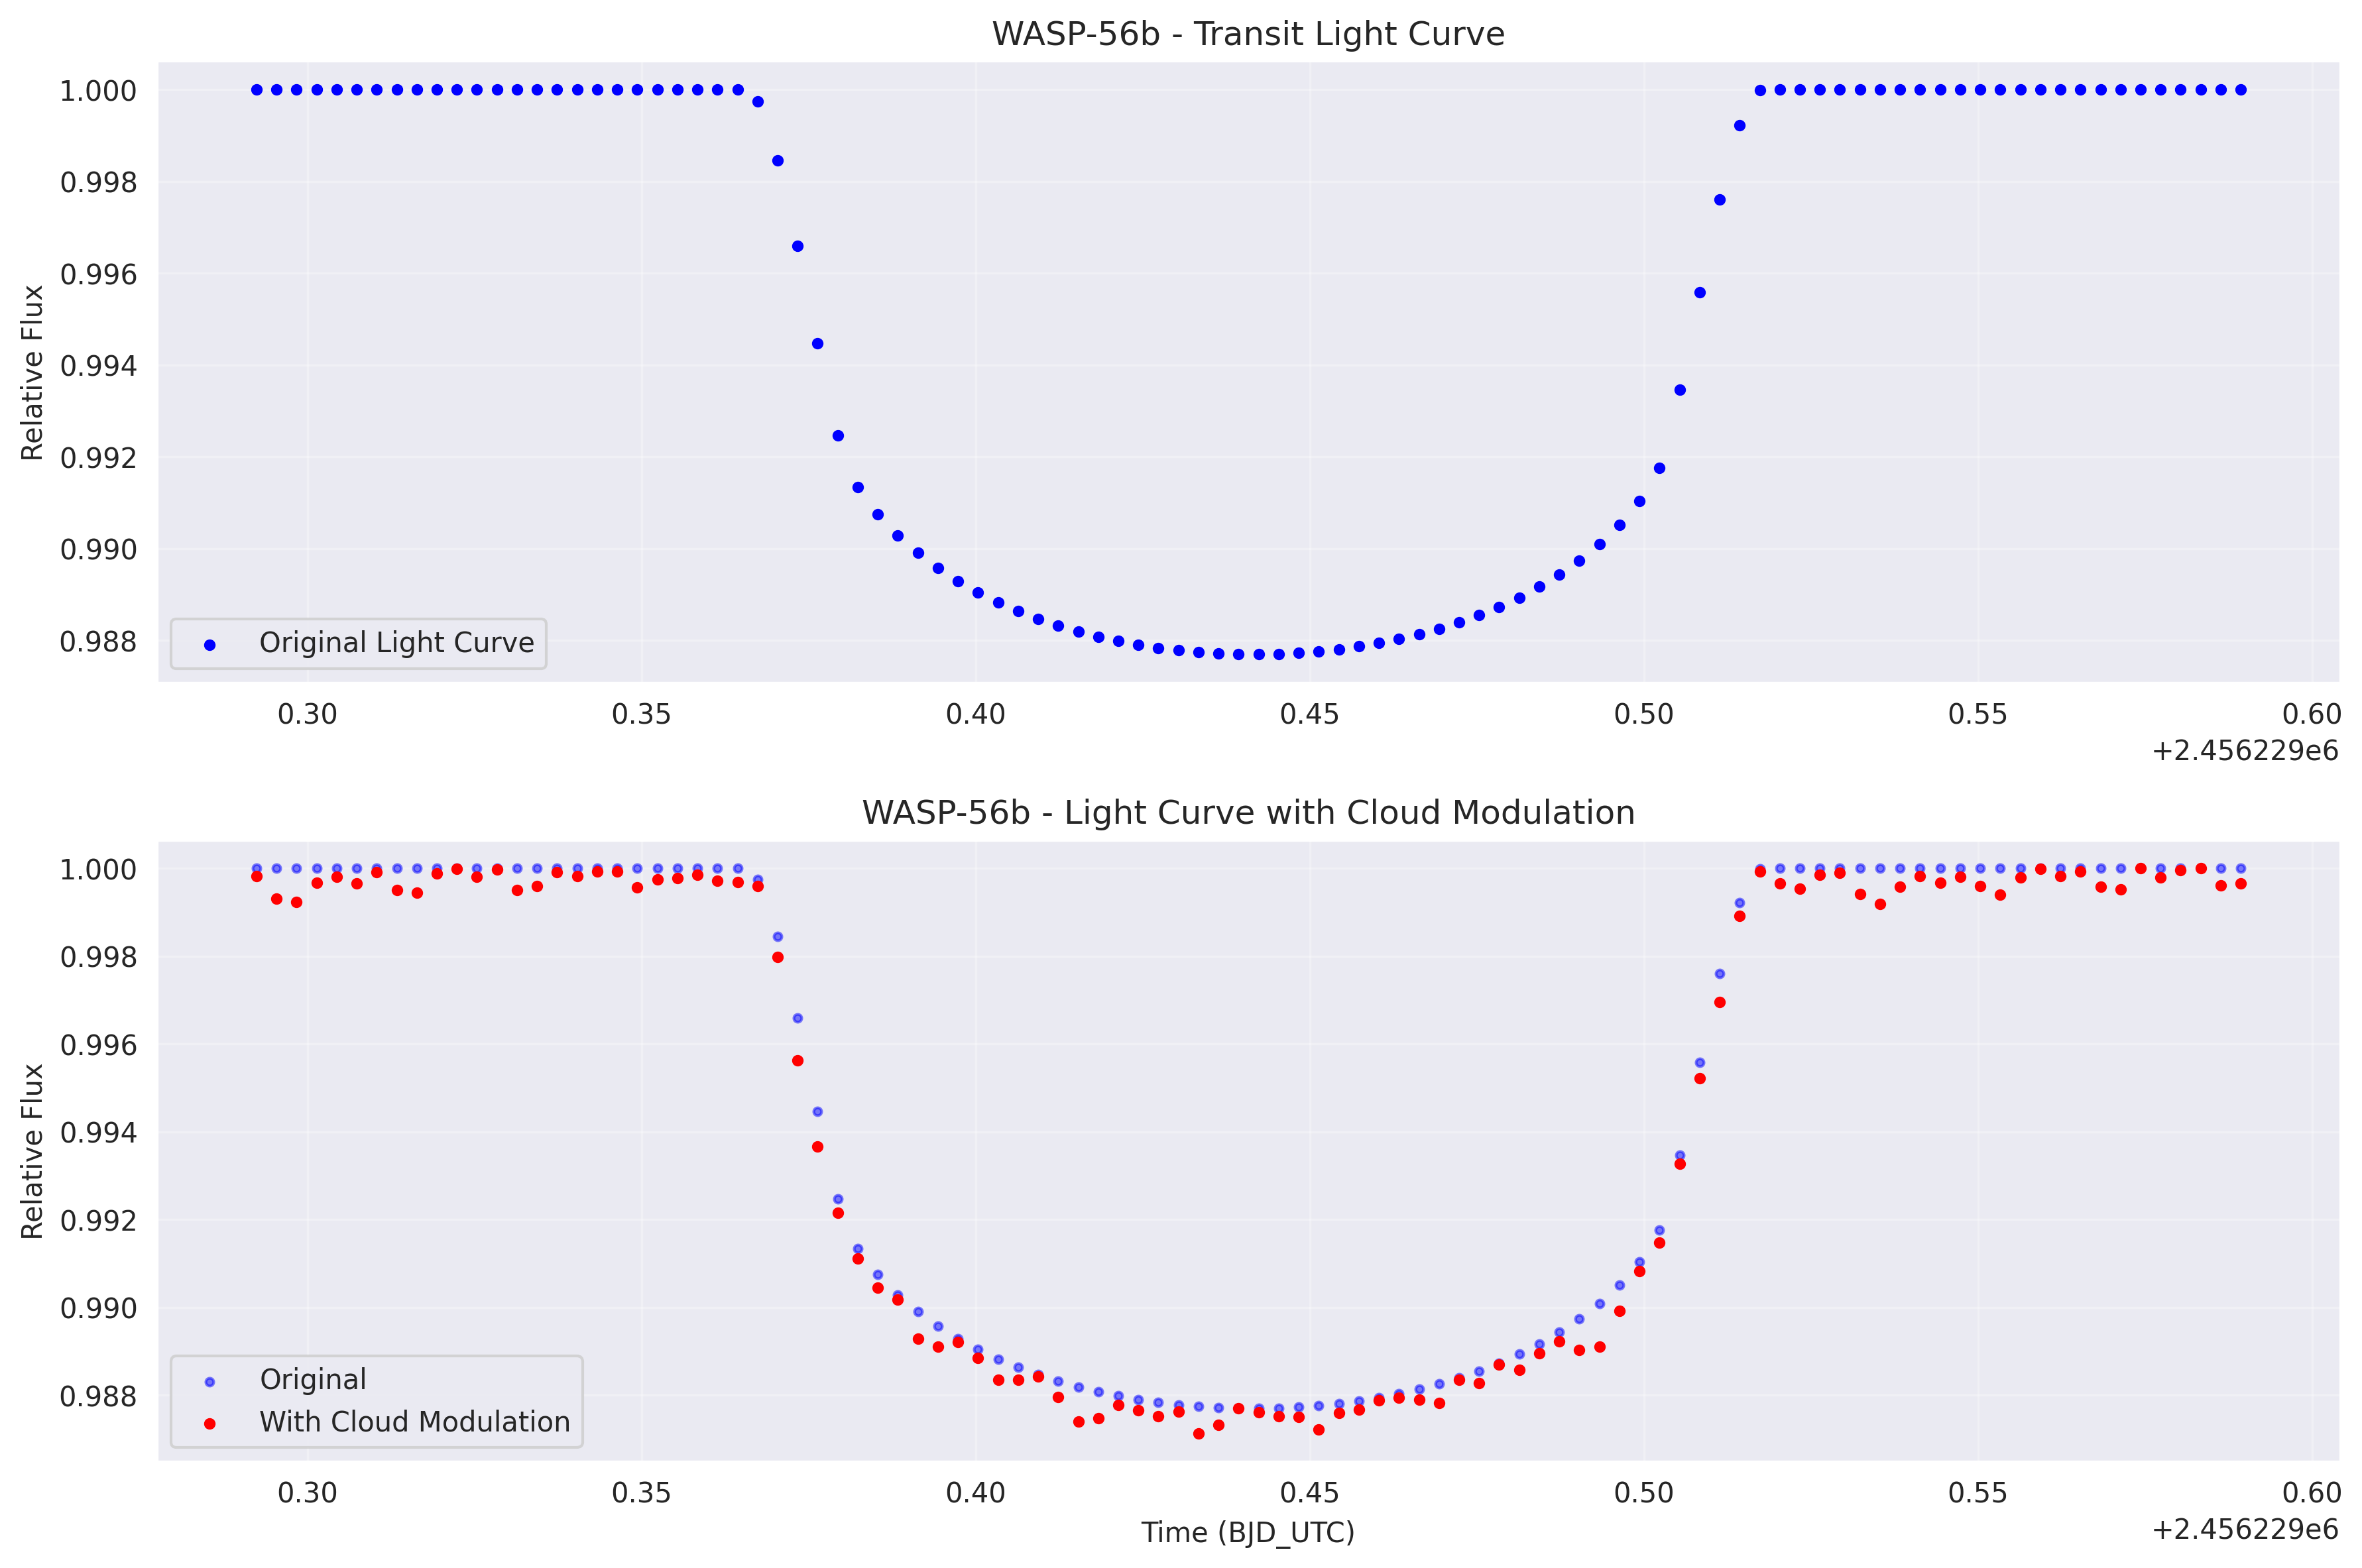 WASP-56b - Transit Light Curve
Relative Flux
1.000
0.998
0.996
0.994
0.992
0.990
0.988
Original Light Curve
0.30 0.35 0.40 0.45 0.50 0.55 0.60
+2.456229e6
WASP-56b - Light Curve with Cloud Modulation
Relative Flux
1.000
0.998
0.996
0.994
0.992
0.990
0.988
Original
With Cloud Modulation
0.30 0.35 0.40 0.45 0.50 0.55 0.60
Time (BJD_UTC)
+2.456229e6